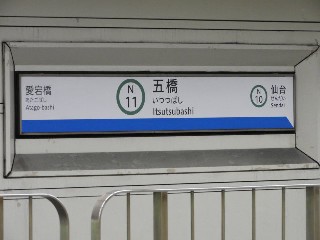 愛宕橋
あたごばし
Atago-bashi
N
11
五橋
いつつばし
Itsutsubashi
N
10
仙台
せんだい
Sendai